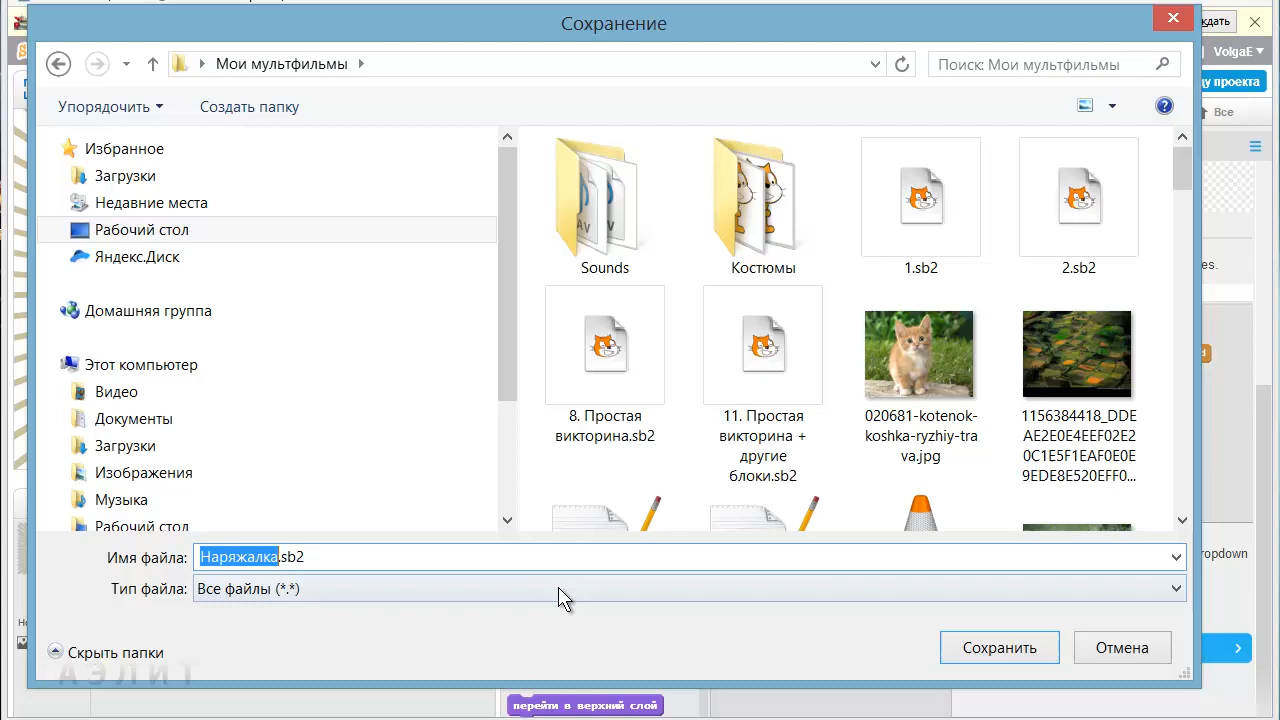 Сохранение
ждать
VolgaE
Мои мультфильмы
Поиск: Мои мультфильмы
цу проекта
Упорядочить
Создать папку
Все
Избранное
Загрузки
Недавние места
Рабочий стол
Яндекс.Диск
Домашняя группа
Этот компьютер
Видео
Документы
Загрузки
Изображения
Музыка
Рабочий стол
Sounds
Костюмы
1.sb2
2.sb2
es.
8. Простая
викторина.sb2
11. Простая
викторина +
другие
блоки.sb2
020681-kotenok-
koshka-ryzhiy-tra
va.jpg
1156384418_DDE
AE2E0E4EEF02E2
0C1E5F1EAF0E0E
9EDE8E520EFF0...
Имя файла:
Наряжалка.sb2
ropdown
Тип файла:
Все файлы (*.*)
Скрыть папки
Сохранить
Отмена
АЭЛИТ
перейти в верхний слой